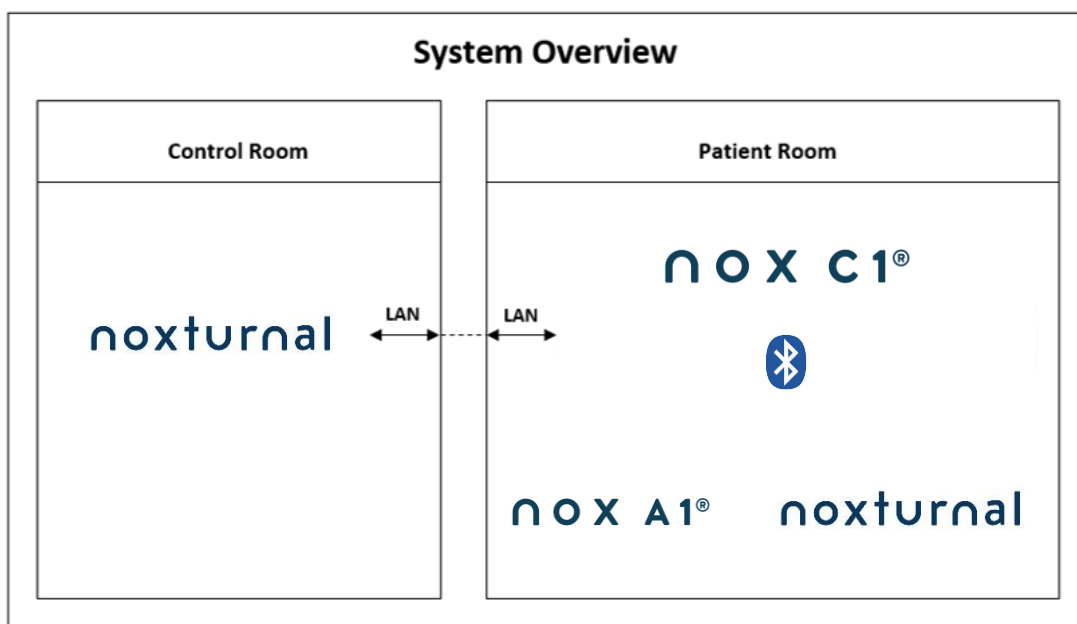 System Overview
Control Room
Patient Room
nox C1®
noxturnal
LAN
LAN
nox A1®
noxturnal